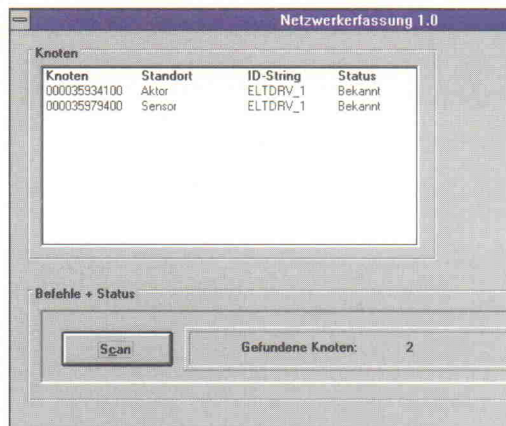 Netzwerkerfassung 1.0
Knoten
Knoten Standort ID-String Status
000035934100 Aktor ELTDRV_1 Bekannt
000035979400 Sensor ELTDRV_1 Bekannt
Befehle + Status
Scan Gefundene Knoten: 2